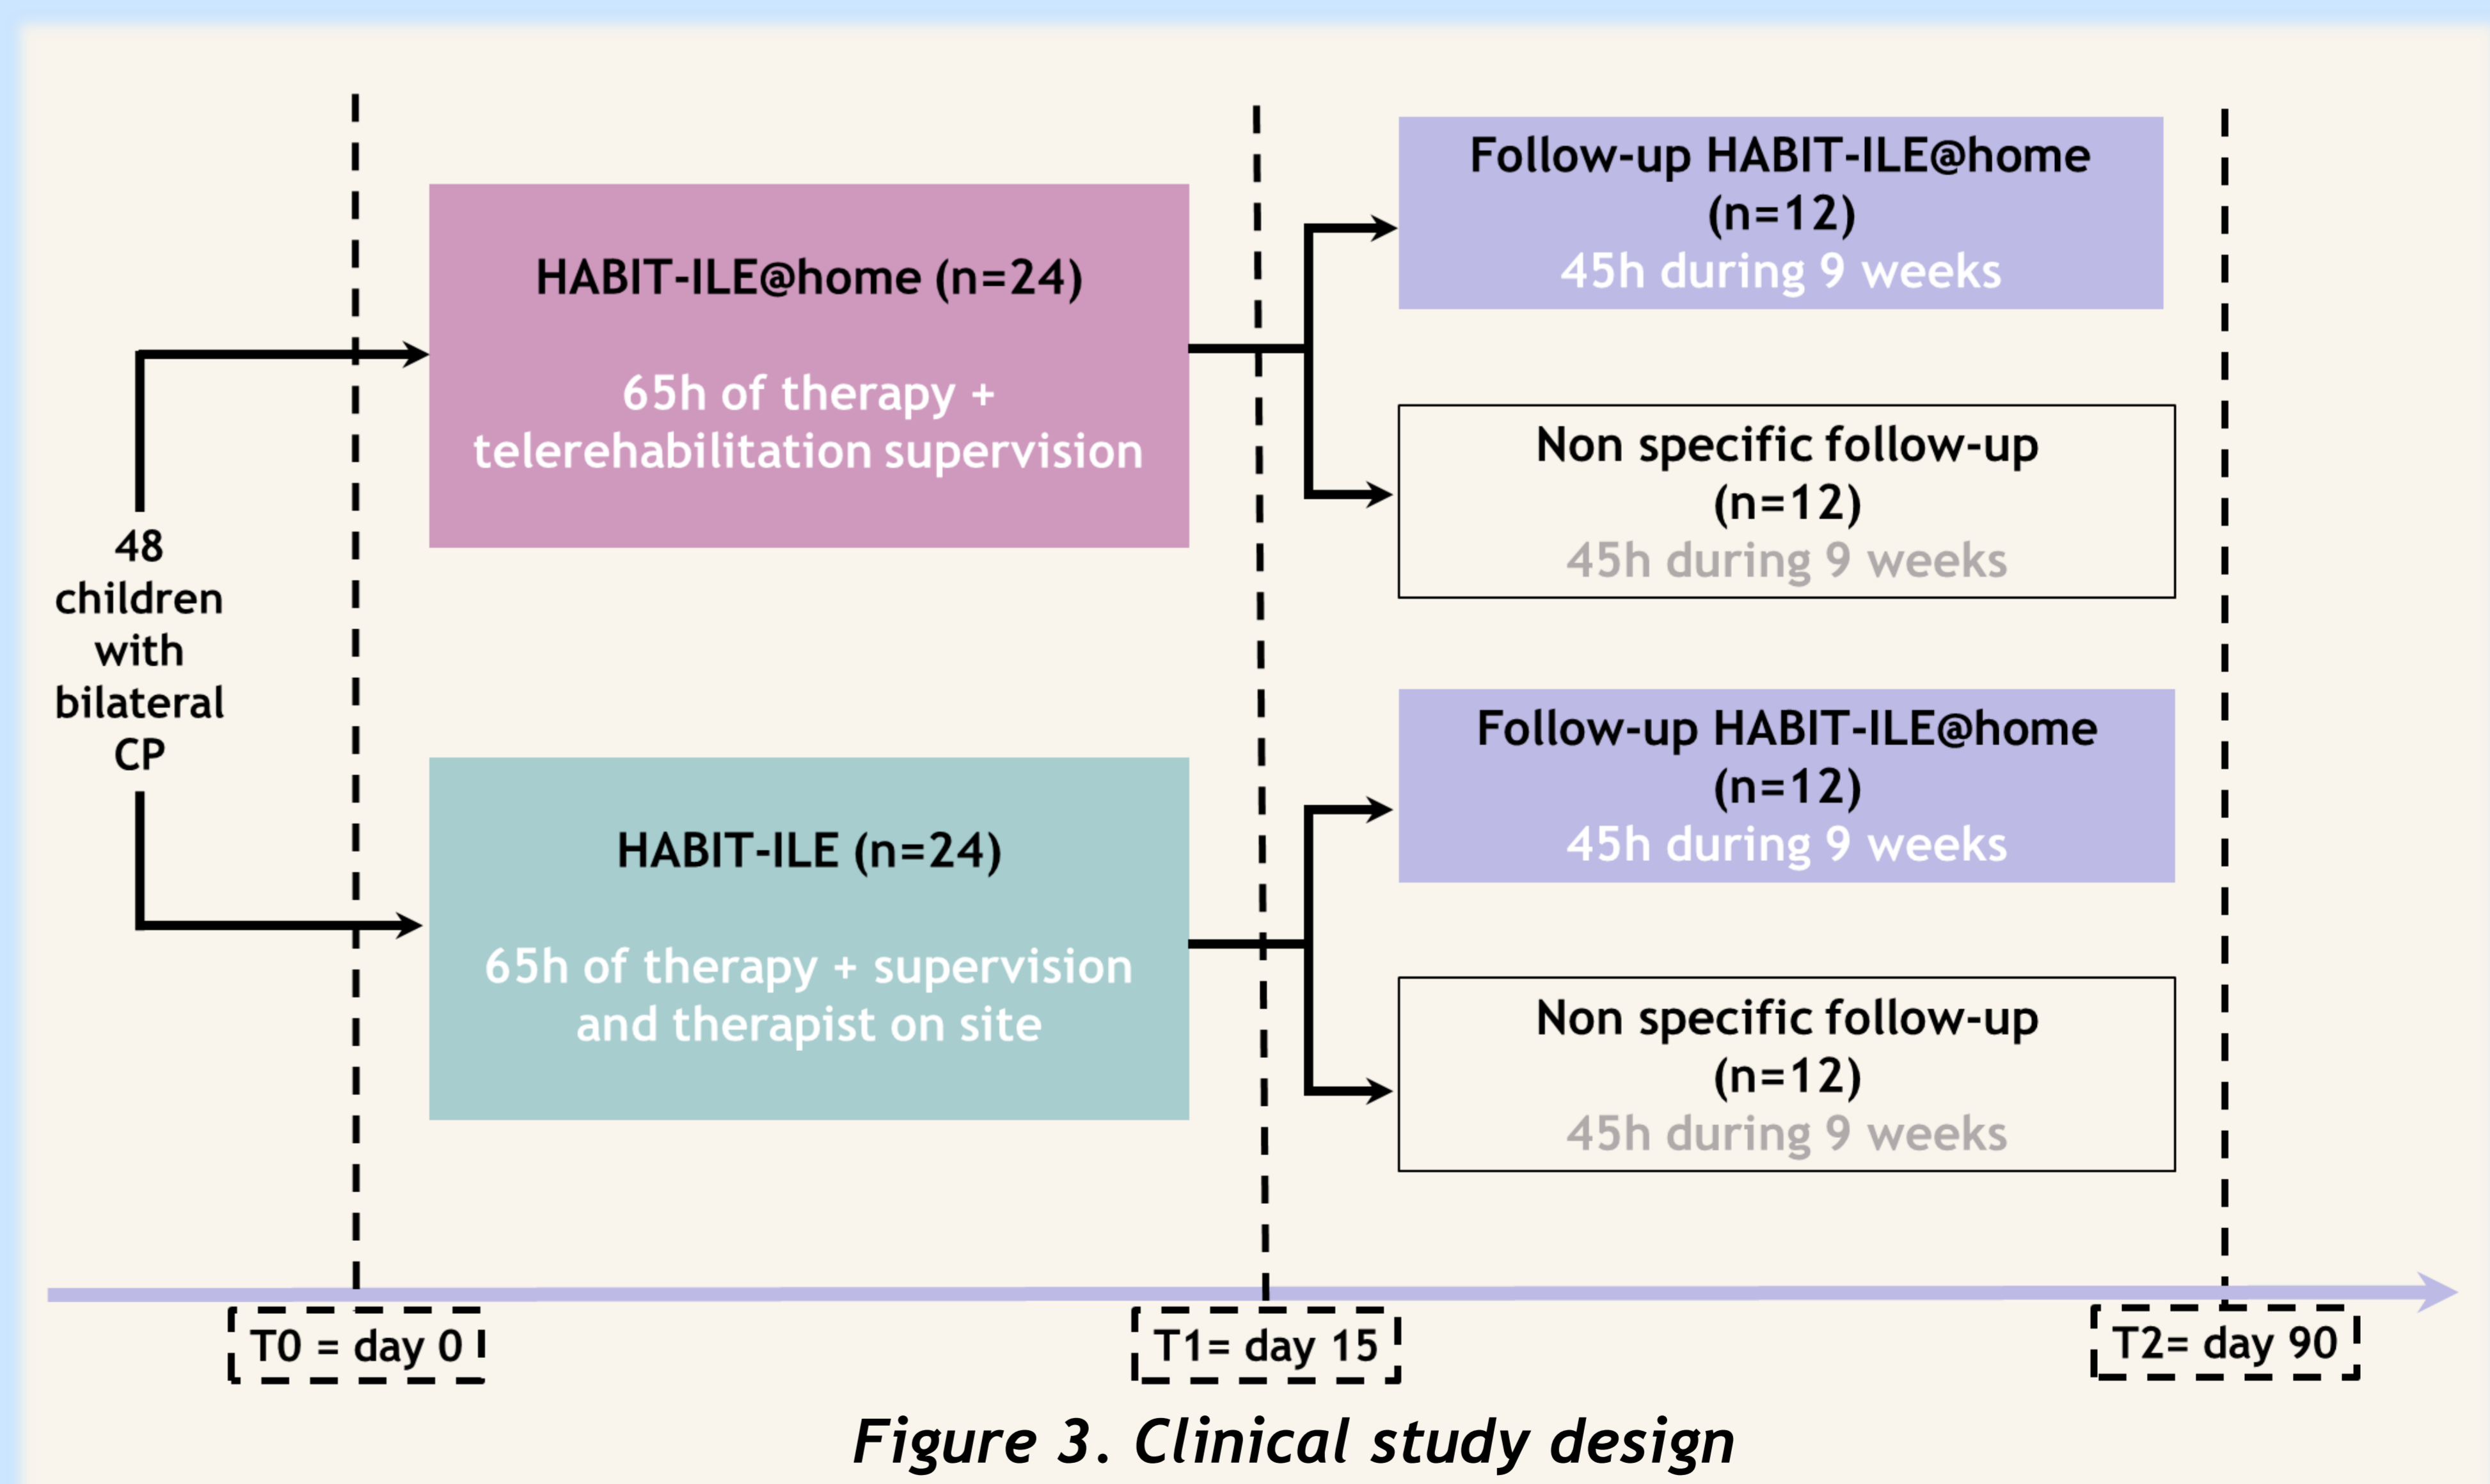 48
children
with
bilateral
CP
HABIT-ILE@home (n=24)
65h of therapy +
telerehabilitation supervision
HABIT-ILE (n=24)
65h of therapy + supervision
and therapist on site
Follow-up HABIT-ILE@home
(n=12)
45h during 9 weeks
Non specific follow-up
(n=12)
45h during 9 weeks
Follow-up HABIT-ILE@home
(n=12)
45h during 9 weeks
Non specific follow-up
(n=12)
45h during 9 weeks
T0 = day 0
T1= day 15
T2= day 90
Figure 3. Clinical study design